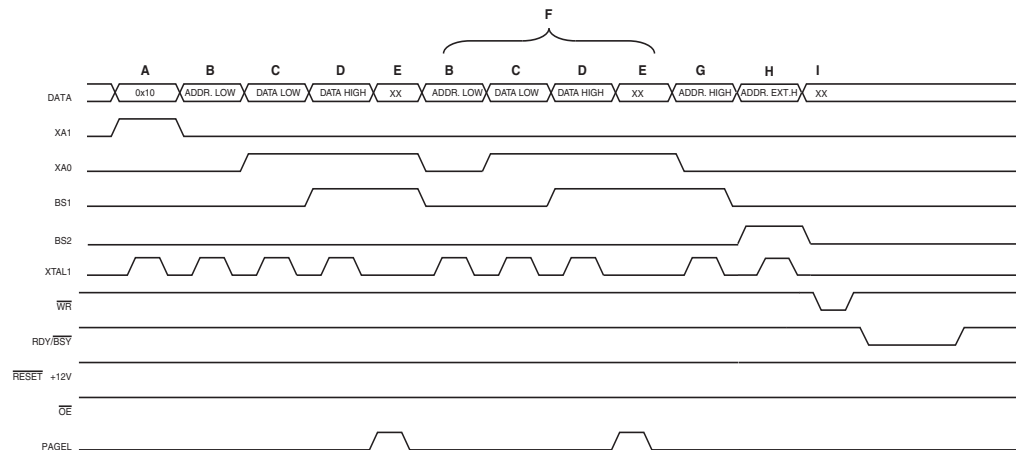 F
A B C D E B C D E G H I
DATA 0x10 ADDR. LOW DATA LOW DATA HIGH XX ADDR. LOW DATA LOW DATA HIGH XX ADDR. HIGH ADDR. EXT.H XX
XA1
XA0
BS1
BS2
XTAL1
WR
RDY/BSY
RESET +12V
OE
PAGEL